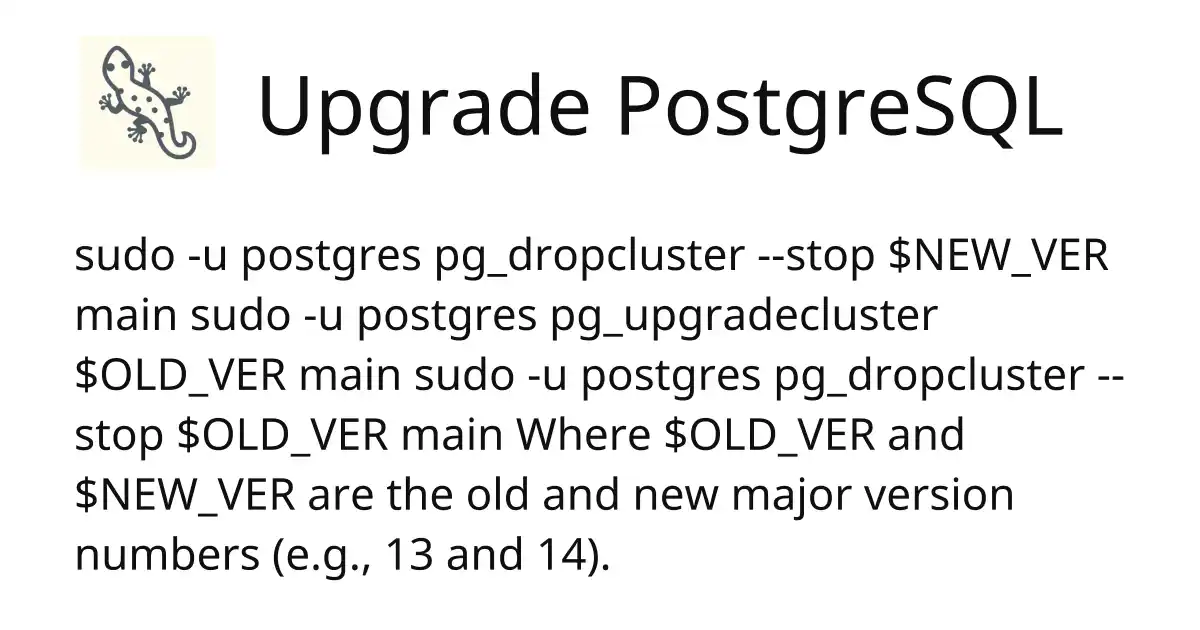 Upgrade PostgreSQL
sudo -u postgres pg_dropcluster --stop $NEW_VER
main sudo -u postgres pg_upgradecluster
$OLD_VER main sudo -u postgres pg_dropcluster --
stop $OLD_VER main Where $OLD_VER and
$NEW_VER are the old and new major version
numbers (e.g., 13 and 14).